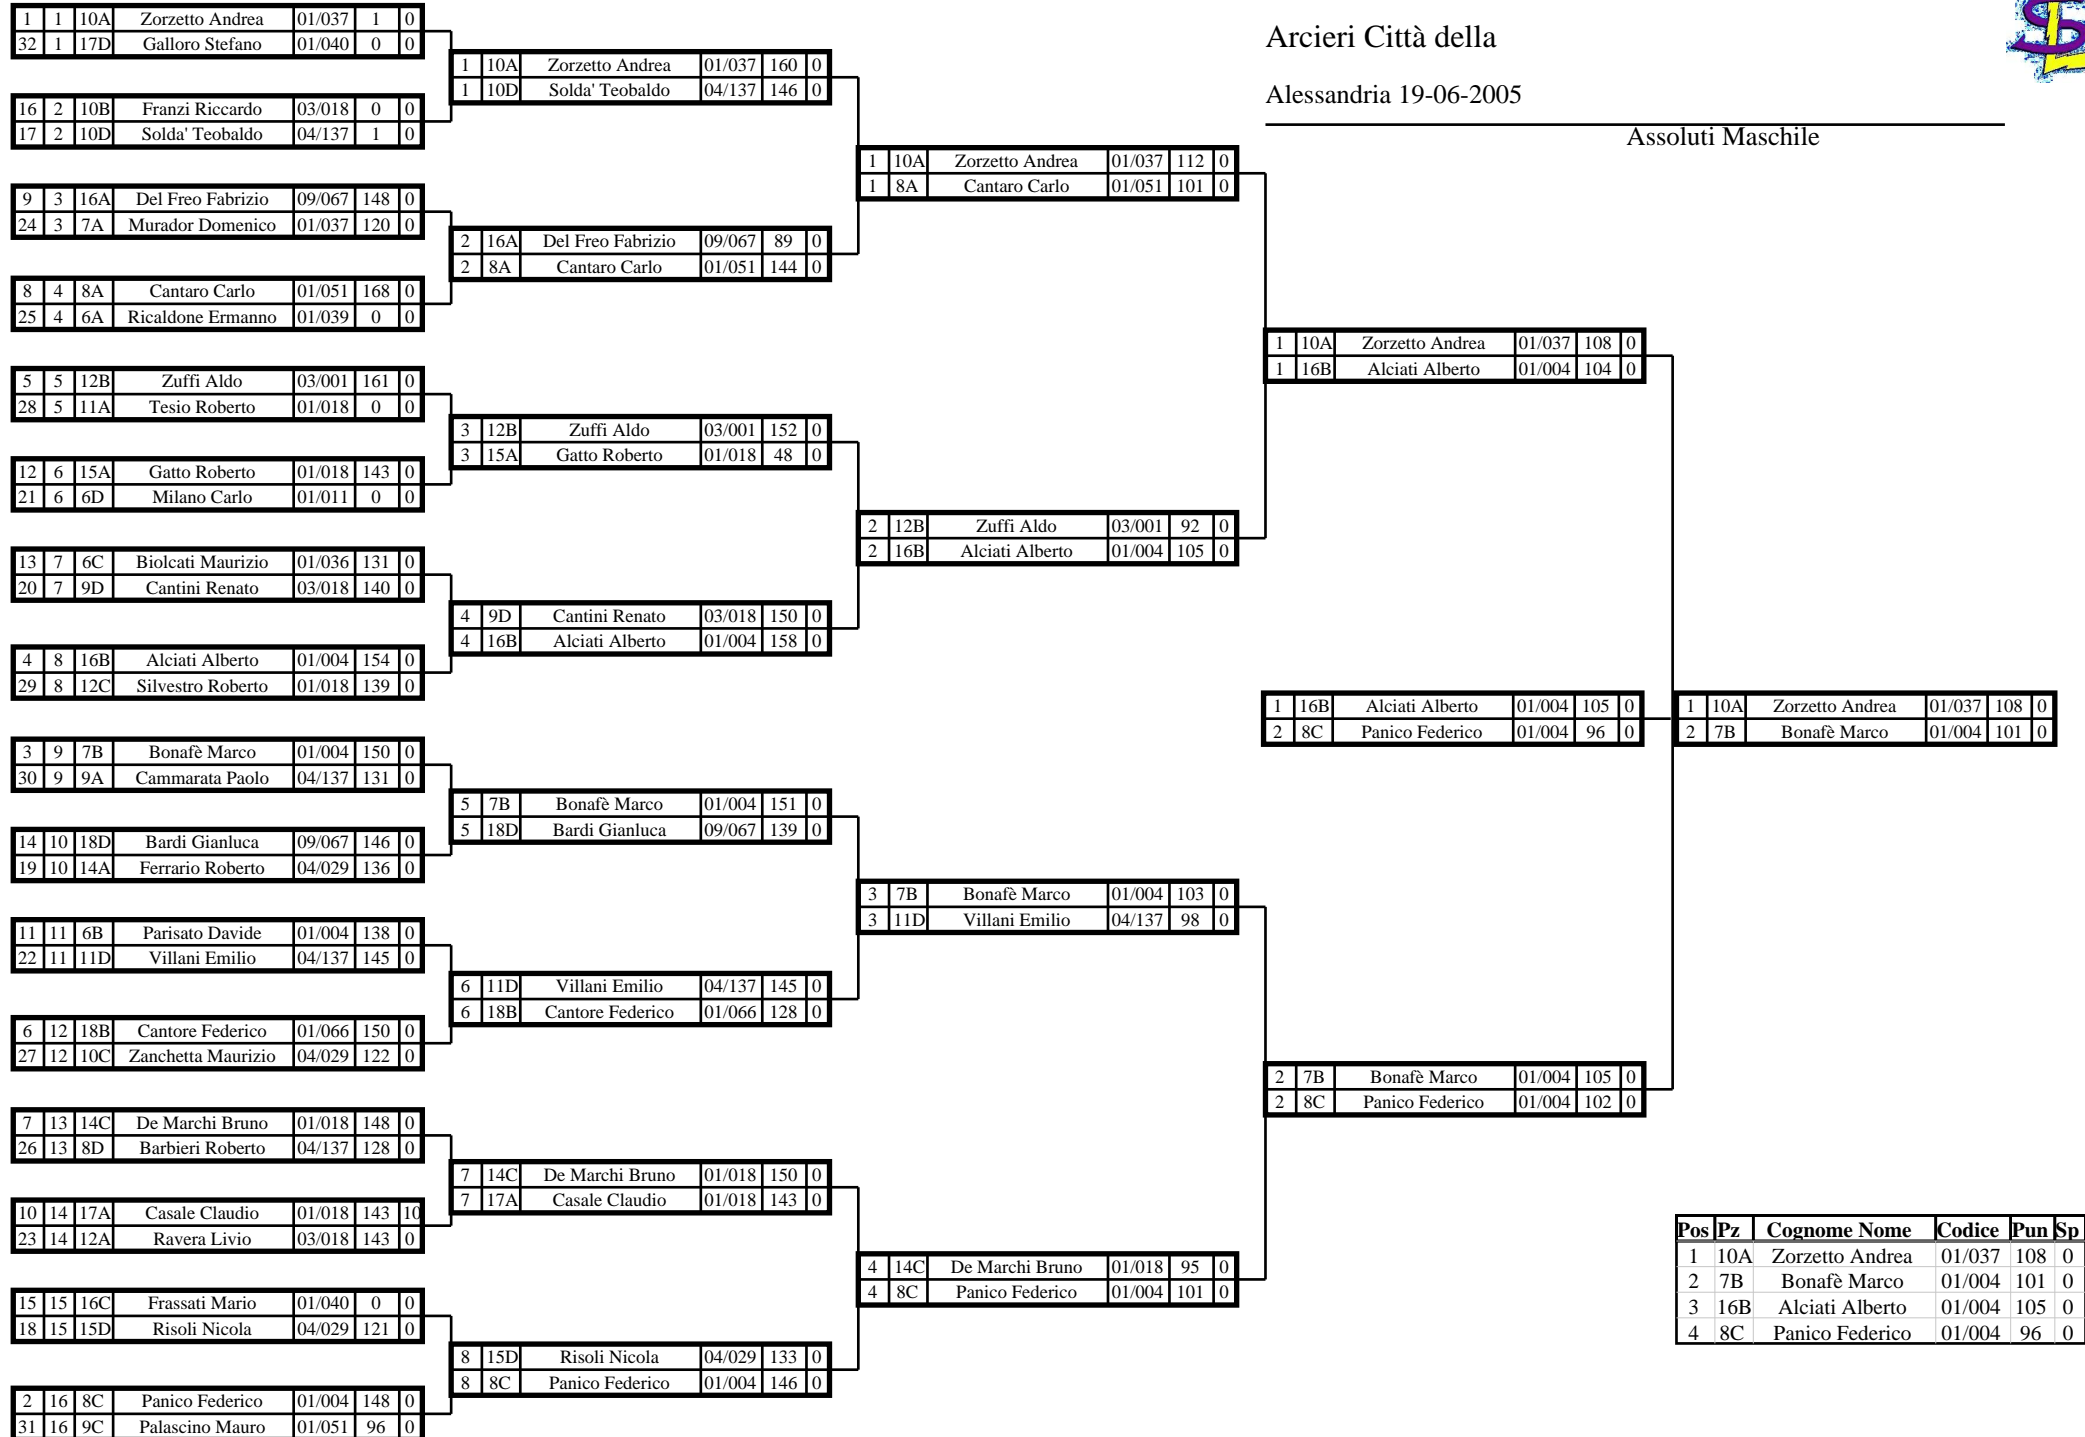 Arcieri Città della
Alessandria 19-06-2005
Assoluti Maschile
1 1 10A Zorzetto Andrea 01/037 1 0
32 1 17D Galloro Stefano 01/040 0 0
16 2 10B Franzi Riccardo 03/018 0 0
17 2 10D Solda' Teobaldo 04/137 1 0
9 3 16A Del Freo Fabrizio 09/067 148 0
24 3 7A Murador Domenico 01/037 120 0
8 4 8A Cantaro Carlo 01/051 168 0
25 4 6A Ricaldone Ermanno 01/039 0 0
5 5 12B Zuffi Aldo 03/001 161 0
28 5 11A Tesio Roberto 01/018 0 0
12 6 15A Gatto Roberto 01/018 143 0
21 6 6D Milano Carlo 01/011 0 0
13 7 6C Biolcati Maurizio 01/036 131 0
20 7 9D Cantini Renato 03/018 140 0
4 8 16B Alciati Alberto 01/004 154 0
29 8 12C Silvestro Roberto 01/018 139 0
3 9 7B Bonafè Marco 01/004 150 0
30 9 9A Cammarata Paolo 04/137 131 0
14 10 18D Bardi Gianluca 09/067 146 0
19 10 14A Ferrario Roberto 04/029 136 0
11 11 6B Parisato Davide 01/004 138 0
22 11 11D Villani Emilio 04/137 145 0
6 12 18B Cantore Federico 01/066 150 0
27 12 10C Zanchetta Maurizio 04/029 122 0
7 13 14C De Marchi Bruno 01/018 148 0
26 13 8D Barbieri Roberto 04/137 128 0
10 14 17A Casale Claudio 01/018 143 10
23 14 12A Ravera Livio 03/018 143 0
15 15 16C Frassati Mario 01/040 0 0
18 15 15D Risoli Nicola 04/029 121 0
2 16 8C Panico Federico 01/004 148 0
31 16 9C Palascino Mauro 01/051 96 0
1 10A Zorzetto Andrea 01/037 160 0
1 10D Solda' Teobaldo 04/137 146 0
2 16A Del Freo Fabrizio 09/067 89 0
2 8A Cantaro Carlo 01/051 144 0
3 12B Zuffi Aldo 03/001 152 0
3 15A Gatto Roberto 01/018 48 0
4 9D Cantini Renato 03/018 150 0
4 16B Alciati Alberto 01/004 158 0
5 7B Bonafè Marco 01/004 151 0
5 18D Bardi Gianluca 09/067 139 0
6 11D Villani Emilio 04/137 145 0
6 18B Cantore Federico 01/066 128 0
7 14C De Marchi Bruno 01/018 150 0
7 17A Casale Claudio 01/018 143 0
8 15D Risoli Nicola 04/029 133 0
8 8C Panico Federico 01/004 146 0
1 10A Zorzetto Andrea 01/037 112 0
1 8A Cantaro Carlo 01/051 101 0
2 12B Zuffi Aldo 03/001 92 0
2 16B Alciati Alberto 01/004 105 0
3 7B Bonafè Marco 01/004 103 0
3 11D Villani Emilio 04/137 98 0
4 14C De Marchi Bruno 01/018 95 0
4 8C Panico Federico 01/004 101 0
1 10A Zorzetto Andrea 01/037 108 0
1 16B Alciati Alberto 01/004 104 0
2 7B Bonafè Marco 01/004 105 0
2 8C Panico Federico 01/004 102 0
1 16B Alciati Alberto 01/004 105 0
2 8C Panico Federico 01/004 96 0
1 10A Zorzetto Andrea 01/037 108 0
2 7B Bonafè Marco 01/004 101 0
Pos Pz Cognome Nome Codice Pun Sp
1 10A Zorzetto Andrea 01/037 108 0
2 7B Bonafè Marco 01/004 101 0
3 16B Alciati Alberto 01/004 105 0
4 8C Panico Federico 01/004 96 0